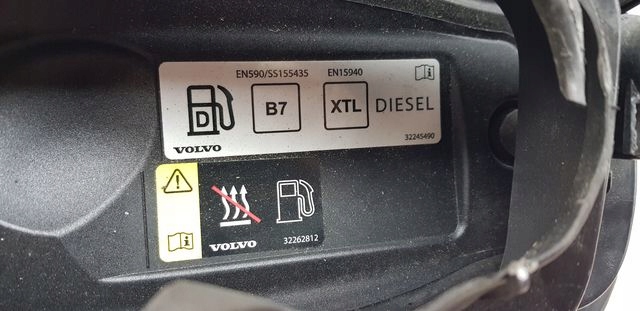 EN590/SS155435 EN15940
D B7 XTL DIESEL
VOLVO 32245490
VOLVO 32262812